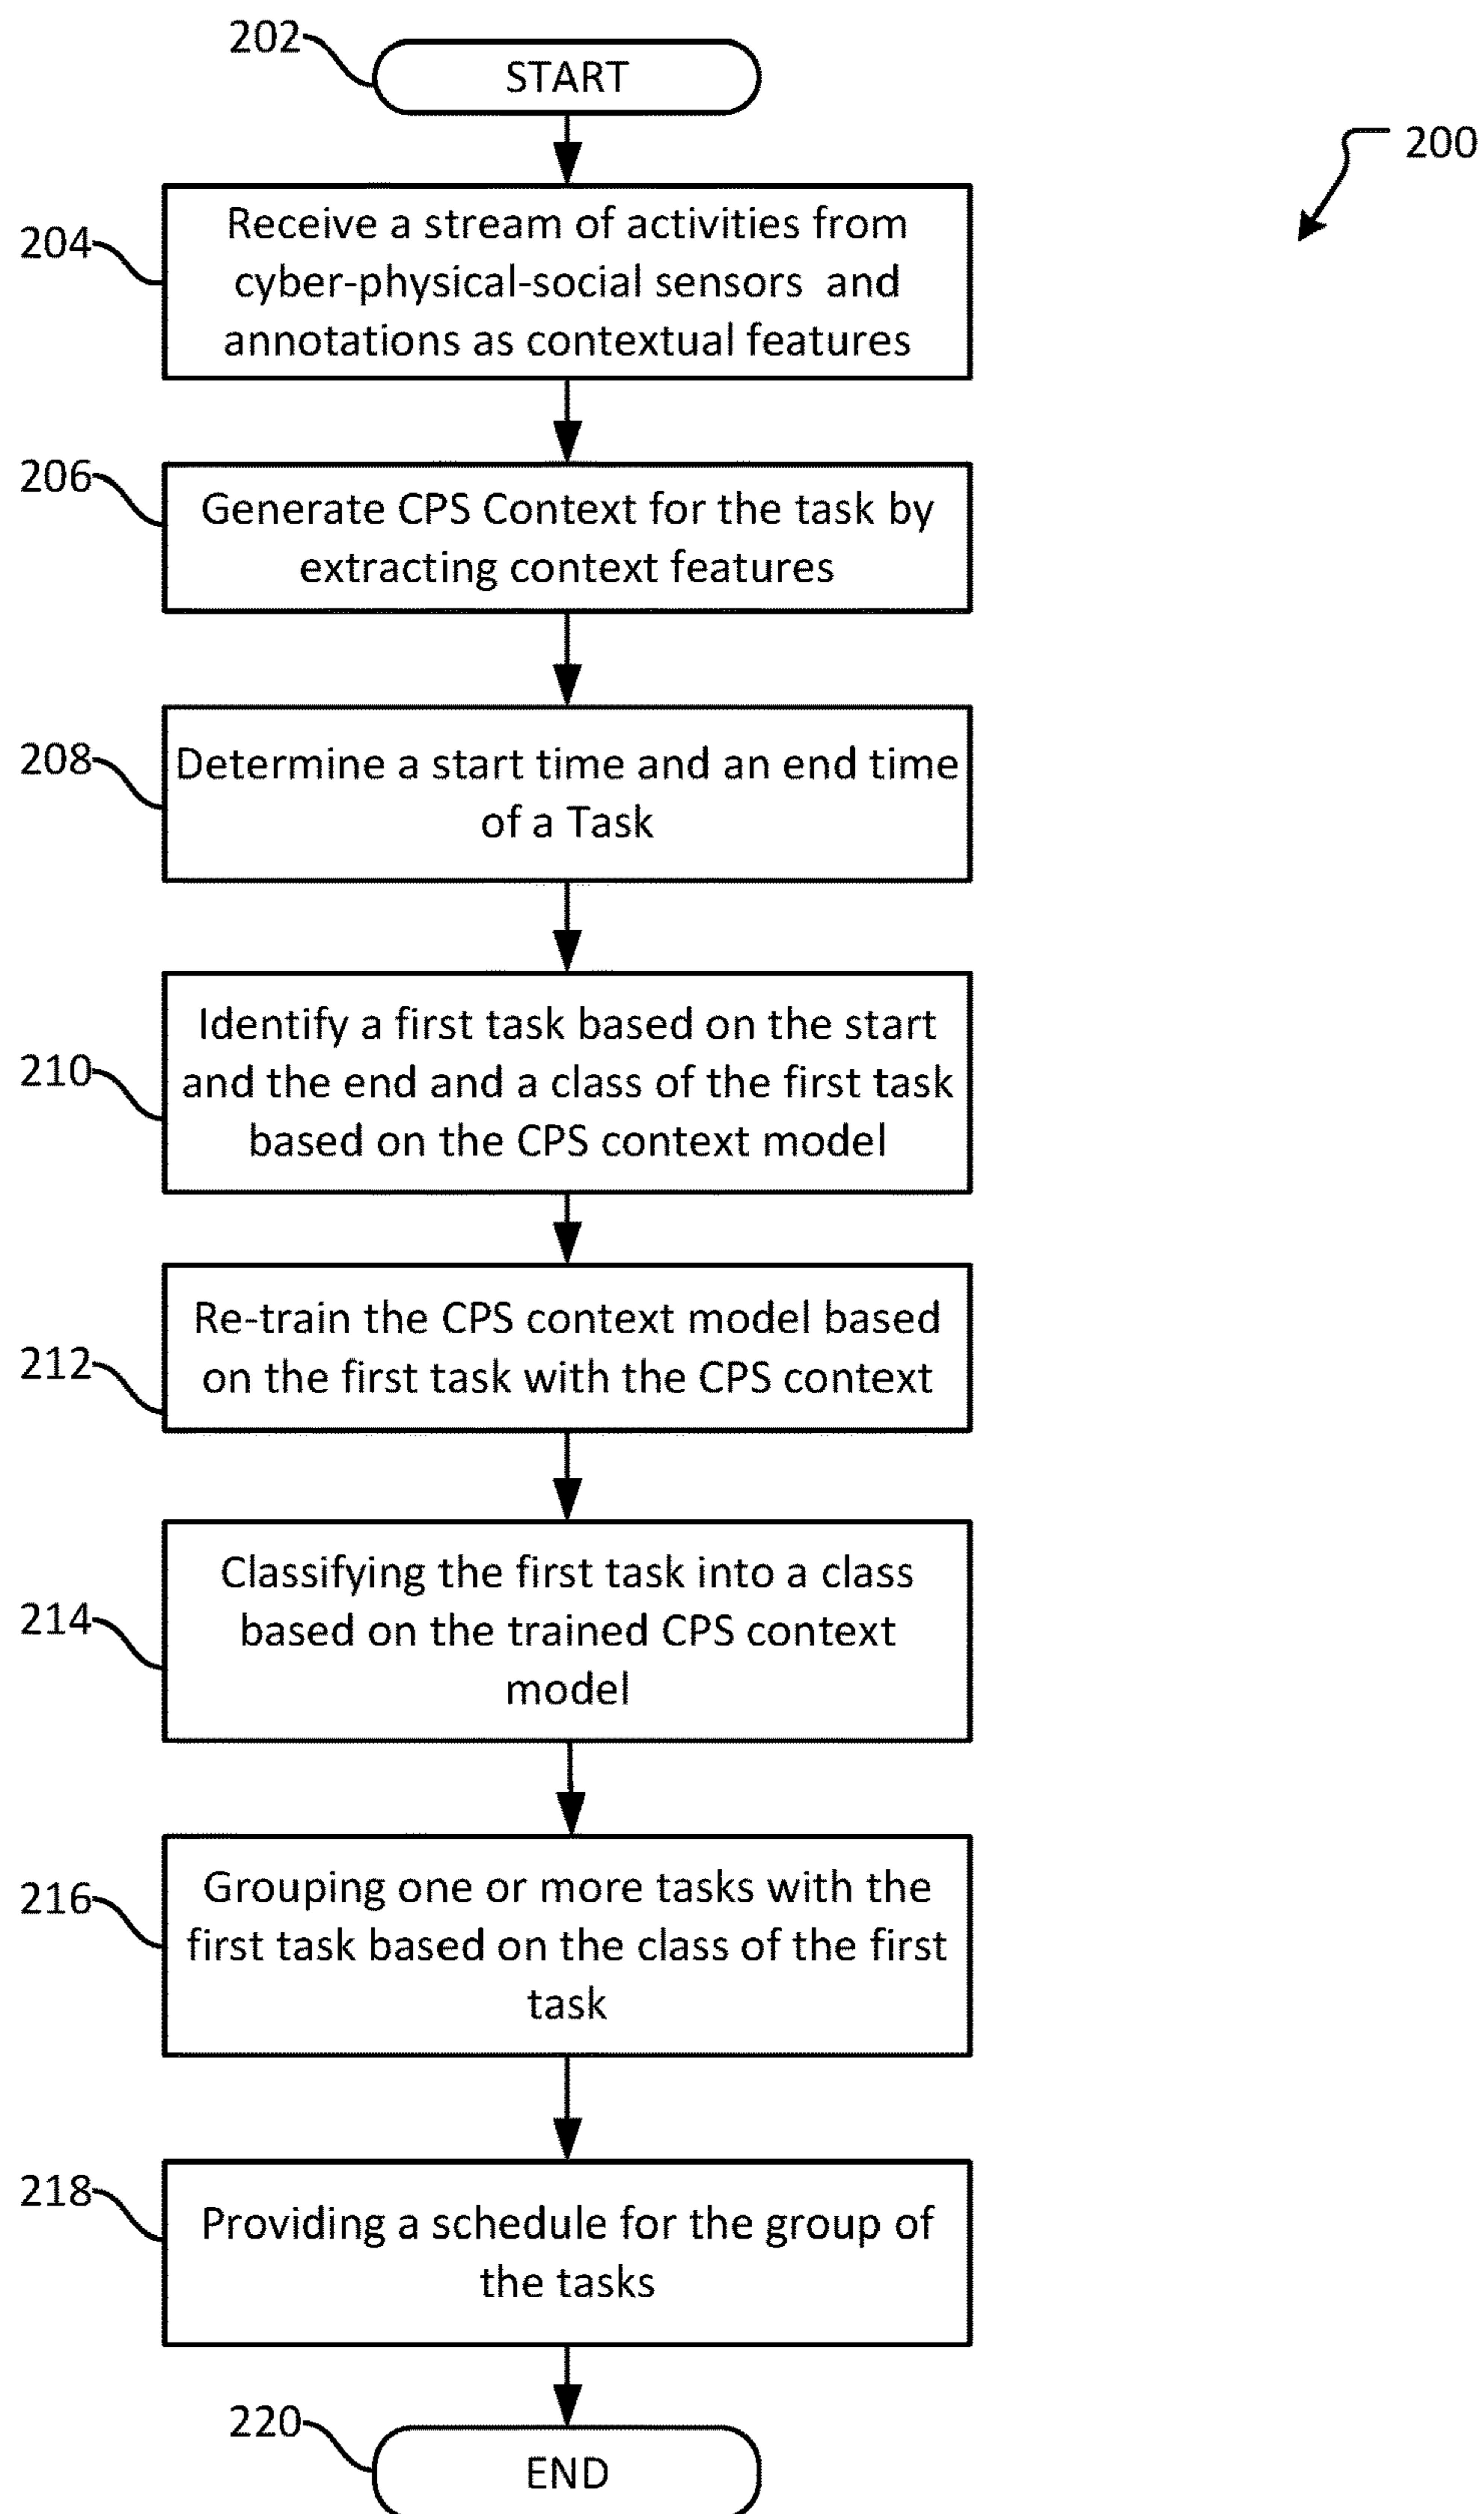 202
START
200
204
Receive a stream of activities from
cyber-physical-social sensors and
annotations as contextual features
206
Generate CPS Context for the task by
extracting context features
208
Determine a start time and an end time
of a Task
210
Identify a first task based on the start
and the end and a class of the first task
based on the CPS context model
212
Re-train the CPS context model based
on the first task with the CPS context
214
Classifying the first task into a class
based on the trained CPS context
model
216
Grouping one or more tasks with the
first task based on the class of the first
task
218
Providing a schedule for the group of
the tasks
220
END